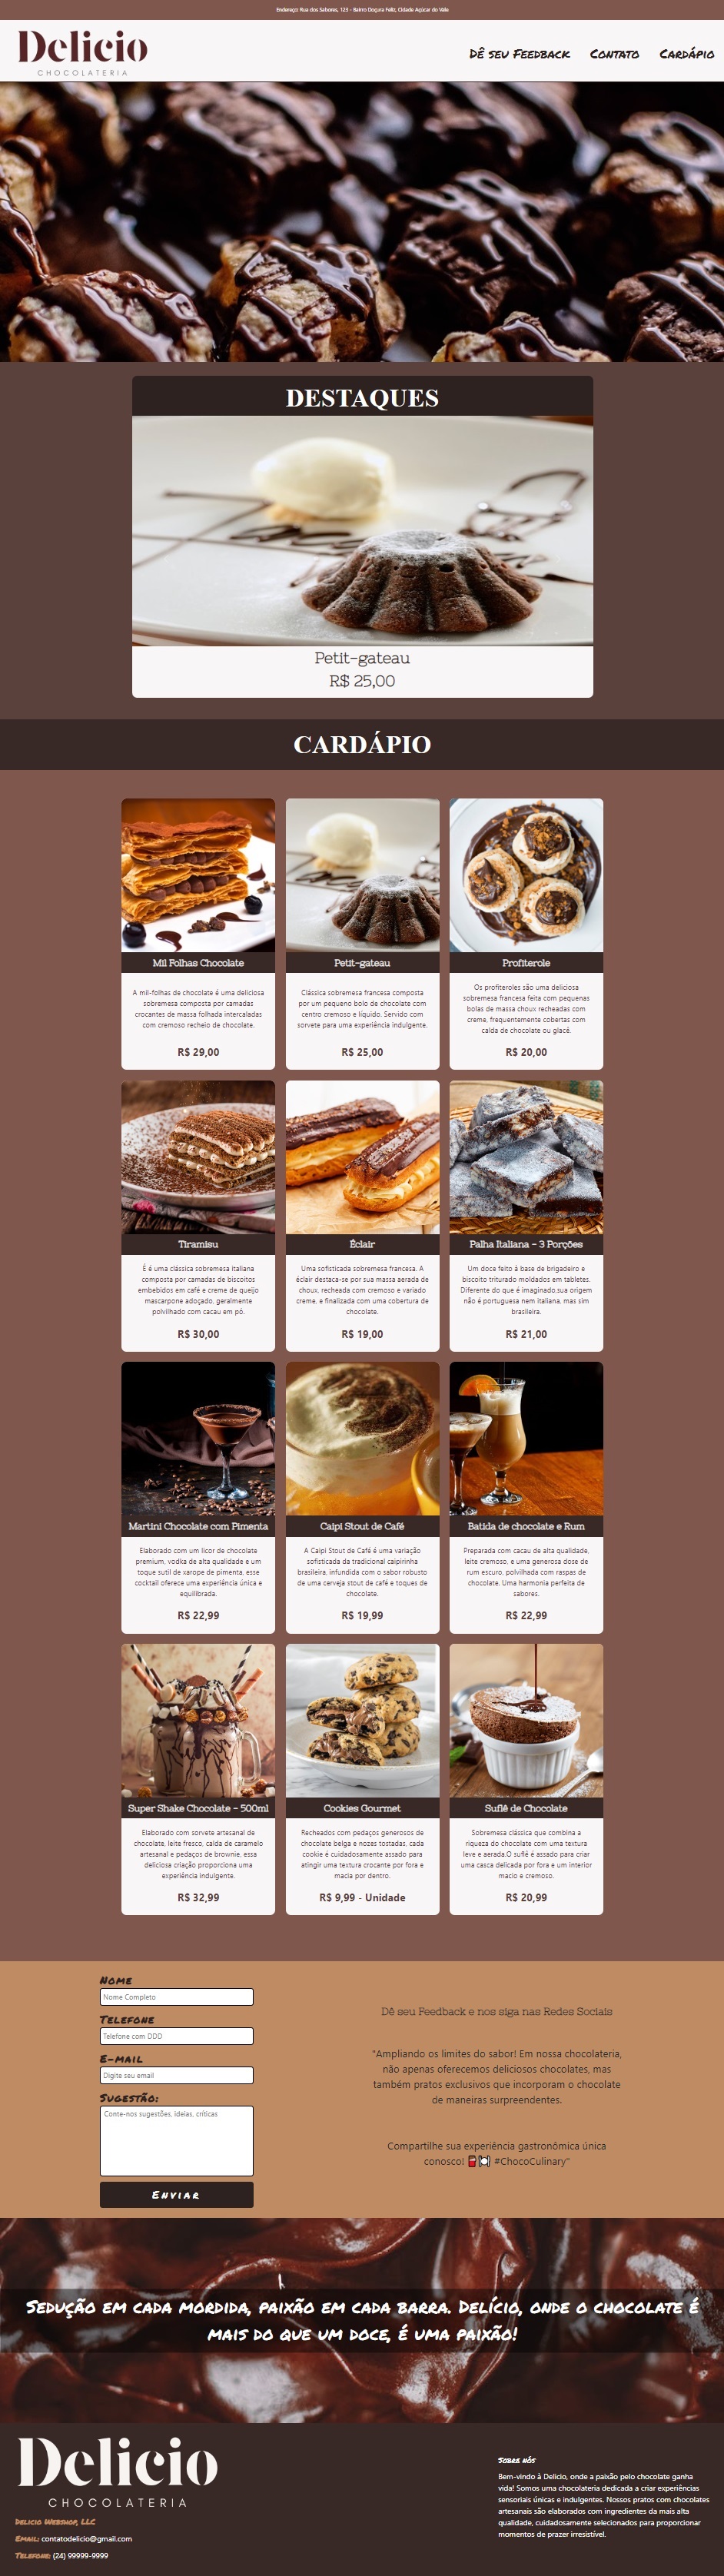 Endereço: Rua dos Sabores, 123 - Bairro Doçura Feliz, Cidade Açúcar do Vale
Delicio
CHOCOLATERIA
Dê seu Feedback
Contato
Cardápio
DESTAQUES
Petit-gateau
R$ 25,00
CARDÁPIO
Mil Folhas Chocolate
A mil-folhas de chocolate é uma deliciosa
sobremesa composta por camadas
crocantes de massa folhada intercaladas
com cremoso recheio de chocolate.
R$ 29,00
Petit-gateau
Clássica sobremesa francesa composta
por um pequeno bolo de chocolate com
centro cremoso e líquido. Servido com
sorvete para uma experiência indulgente.
R$ 25,00
Profiterole
Os profiteroles são uma deliciosa
sobremesa francesa feita com pequenas
bolas de massa choux recheadas com
creme, frequentemente cobertas com
calda de chocolate ou glacê.
R$ 20,00
Tiramisu
É é uma clássica sobremesa italiana
composta por camadas de biscoitos
embebidos em café e creme de queijo
mascarpone adoçado, geralmente
polvilhado com cacau em pó.
R$ 30,00
Éclair
Uma sofisticada sobremesa francesa. A
éclair destaca-se por sua massa aerada de
choux, recheada com cremoso e variado
creme, e finalizada com uma cobertura de
chocolate.
R$ 19,00
Palha Italiana - 3 Porções
Um doce feito à base de brigadeiro e
biscoito triturado moldados em tabletes.
Diferente do que é imaginado,sua origem
não é portuguesa nem italiana, mas sim
brasileira.
R$ 21,00
Martini Chocolate com Pimenta
Elaborado com um licor de chocolate
premium, vodka de alta qualidade e um
toque sutil de xarope de pimenta, esse
cocktail oferece uma experiência única e
equilibrada.
R$ 22,99
Caipi Stout de Café
A Caipi Stout de Café é uma variação
sofisticada da tradicional caipirinha
brasileira, infundida com o sabor robusto
de uma cerveja stout de café e toques de
chocolate.
R$ 19,99
Batida de chocolate e Rum
Preparada com cacau de alta qualidade,
leite cremoso, e uma generosa dose de
rum escuro, polvilhada com raspas de
chocolate. Uma harmonia perfeita de
sabores.
R$ 22,99
Super Shake Chocolate - 500ml
Elaborado com sorvete artesanal de
chocolate, leite fresco, calda de caramelo
artesanal e pedaços de brownie, essa
deliciosa criação proporciona uma
experiência indulgente.
R$ 32,99
Cookies Gourmet
Recheados com pedaços generosos de
chocolate belga e nozes tostadas, cada
cookie é cuidadosamente assado para
atingir uma textura crocante por fora e
macia por dentro.
R$ 9,99 - Unidade
Suflê de Chocolate
Sobremesa clássica que combina a
riqueza do chocolate com uma textura
leve e aerada.O suflê é assado para criar
uma casca delicada por fora e um interior
macio e cremoso.
R$ 20,99
Nome
Nome Completo
Telefone
Telefone com DDD
E-mail
Digite seu email
Sugestão:
Conte-nos sugestões, ideias, críticas
Enviar
Dê seu Feedback e nos siga nas Redes Sociais
"Ampliando os limites do sabor! Em nossa chocolateria,
não apenas oferecemos deliciosos chocolates, mas
também pratos exclusivos que incorporam o chocolate
de maneiras surpreendentes.
Compartilhe sua experiência gastronômica única
conosco! 🍫🍽️ #ChocoCulinary"
Sedução em cada mordida, paixão em cada barra. Delício, onde o chocolate é
mais do que um doce, é uma paixão!
Delicio
CHOCOLATERIA
Delicio Webshop, LLC
Email: contatodelicio@gmail.com
Telefone: (24) 99999-9999
Sobre nós
Bem-vindo à Delicio, onde a paixão pelo chocolate ganha
vida! Somos uma chocolateria dedicada a criar experiências
sensoriais únicas e indulgentes. Nossos pratos com chocolates
artesanais são elaborados com ingredientes da mais alta
qualidade, cuidadosamente selecionados para proporcionar
momentos de prazer irresistível.